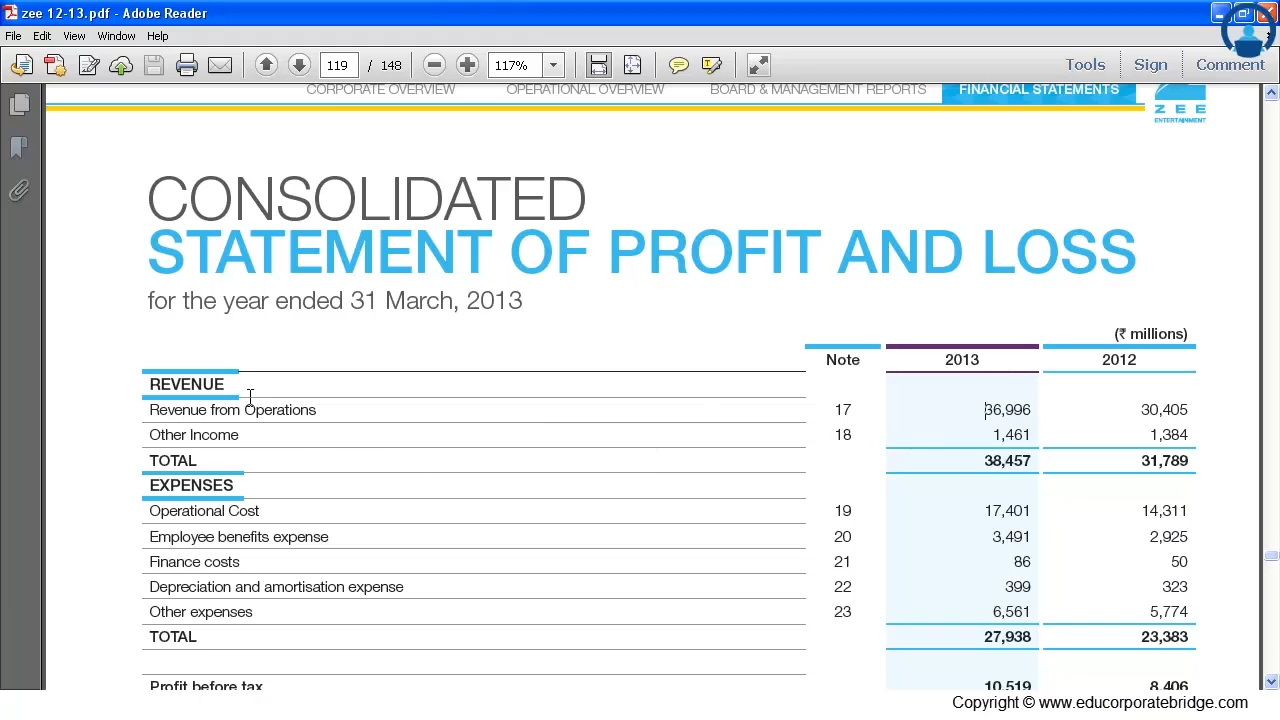 zee 12-13.pdf - Adobe Reader
File Edit View Window Help
119 / 148 117% Tools Sign Comment
CORPORATE OVERVIEW OPERATIONAL OVERVIEW BOARD & MANAGEMENT REPORTS FINANCIAL STATEMENTS
ZEE
ENTERTAINMENT
CONSOLIDATED
STATEMENT OF PROFIT AND LOSS
for the year ended 31 March, 2013
(₹ millions)
Note 2013 2012
REVENUE
Revenue from Operations 17 36,996 30,405
Other Income 18 1,461 1,384
TOTAL 38,457 31,789
EXPENSES
Operational Cost 19 17,401 14,311
Employee benefits expense 20 3,491 2,925
Finance costs 21 86 50
Depreciation and amortisation expense 22 399 323
Other expenses 23 6,561 5,774
TOTAL 27,938 23,383
Profit before tax 10,519 8,406
Copyright © www.educorporatebridge.com